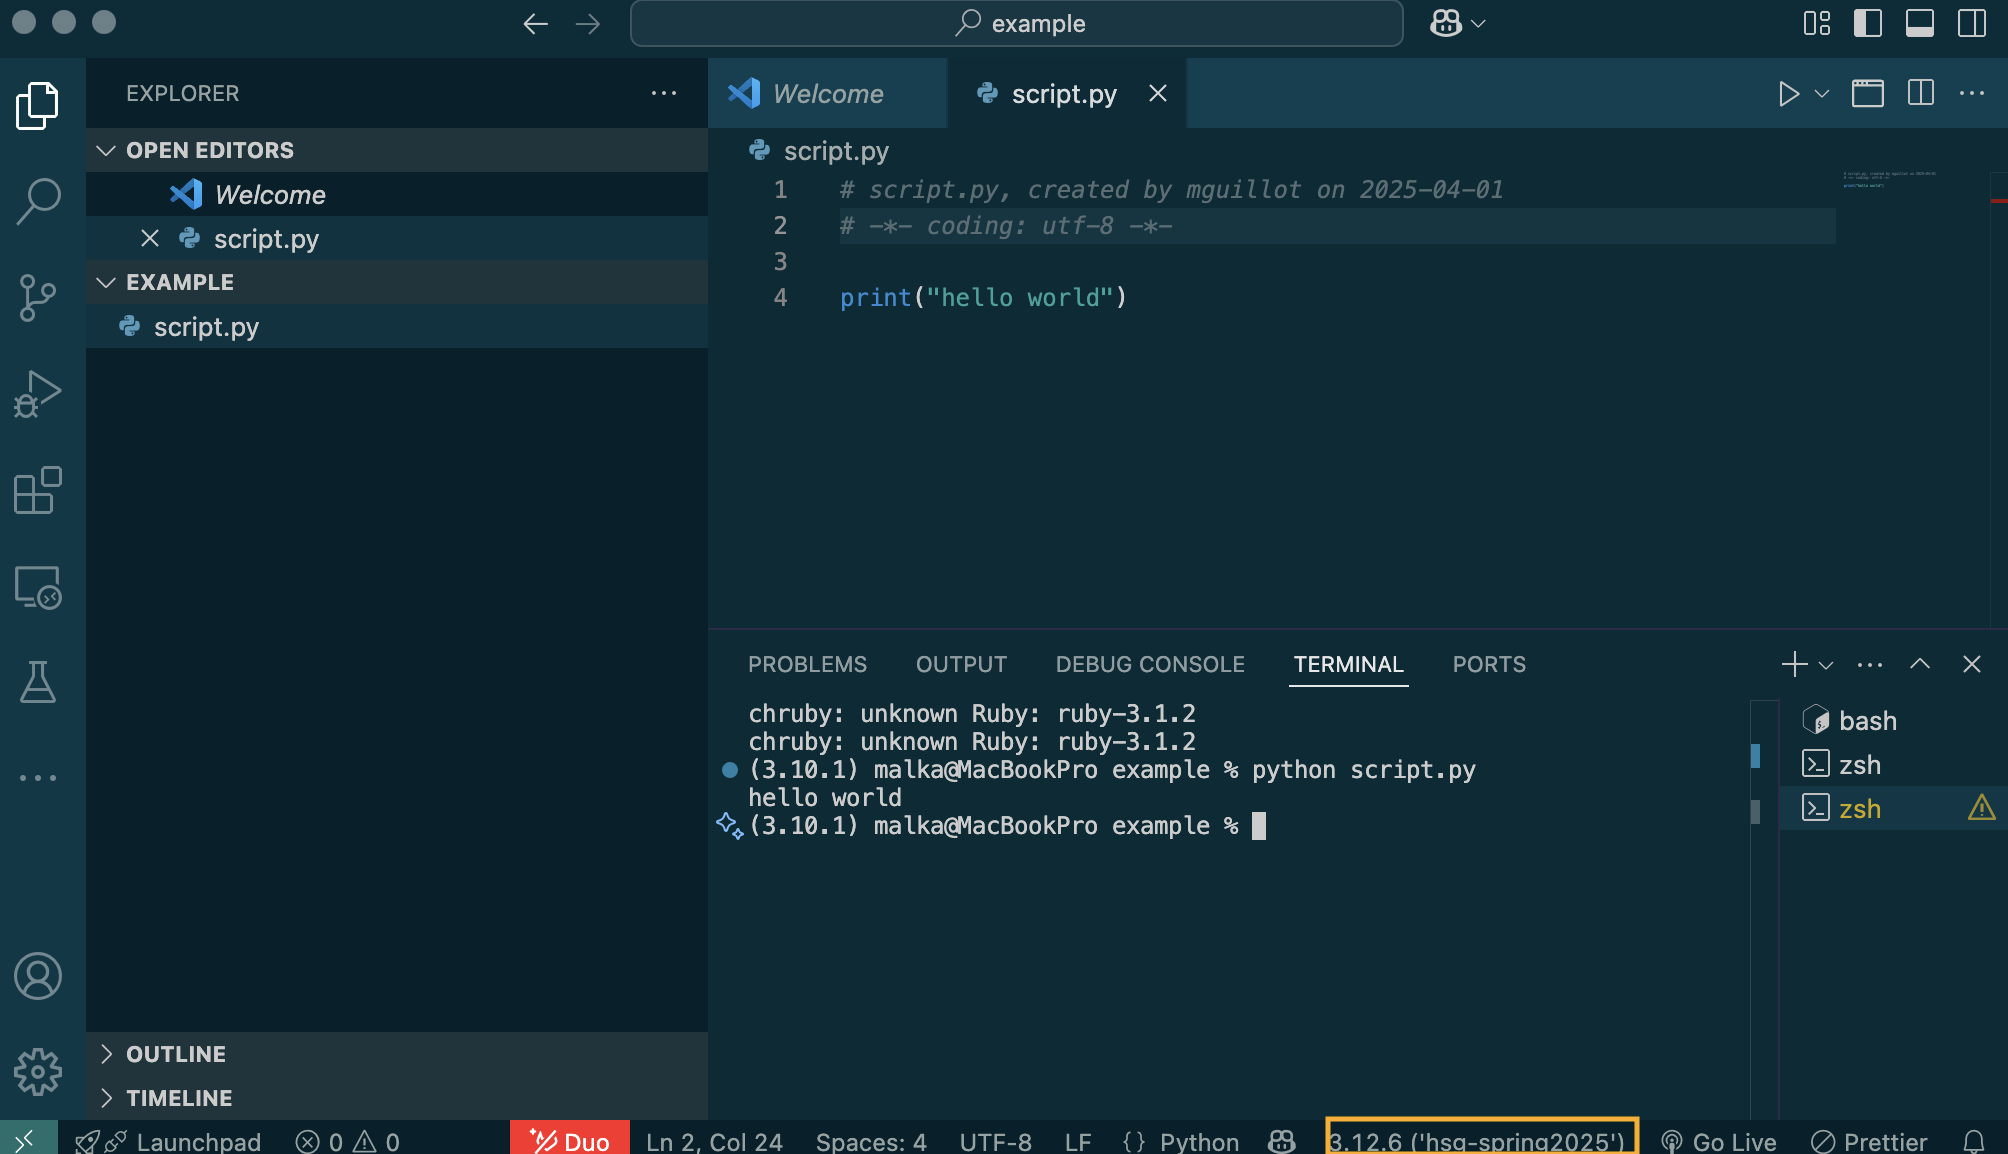 example
EXPLORER
OPEN EDITORS
Welcome
script.py
EXAMPLE
script.py
OUTLINE
TIMELINE
Welcome
script.py
script.py
1 # script.py, created by mguillot on 2025-04-01
2 # -*- coding: utf-8 -*-
3
4 print("hello world")
PROBLEMS OUTPUT DEBUG CONSOLE TERMINAL PORTS
chruby: unknown Ruby: ruby-3.1.2
chruby: unknown Ruby: ruby-3.1.2
(3.10.1) malka@MacBookPro example % python script.py
hello world
(3.10.1) malka@MacBookPro example %
bash
zsh
zsh
Launchpad 0 0 Duo Ln 2, Col 24 Spaces: 4 UTF-8 LF {} Python 3.12.6 ('hsg-spring2025') Go Live Prettier